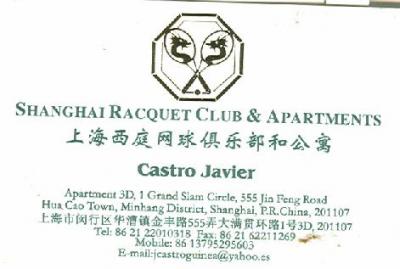 SHANGHAI RACQUET CLUB & APARTMENTS
上海西庭网球俱乐部和公寓
Castro Javier
Apartment 3D, 1 Grand Slam Circle, 555 Jin Feng Road
Hua Cao Town, Minhang District, Shanghai, P.R.China, 201107
上海市闵行区华漕镇金丰路555弄大满贯环路1号3D, 201107
Tel: 86 21 22010318 Fax: 86 21 62211269
Mobile: 86 13795295603
E-mail:jcastroguinea@yahoo.es